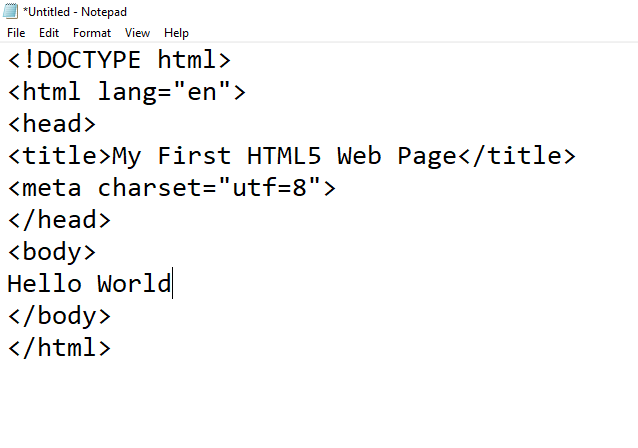 *Untitled - Notepad
File Edit Format View Help
<!DOCTYPE html>
<html lang="en">
<head>
<title>My First HTML5 Web Page</title>
<meta charset="utf=8">
</head>
<body>
Hello World
</body>
</html>